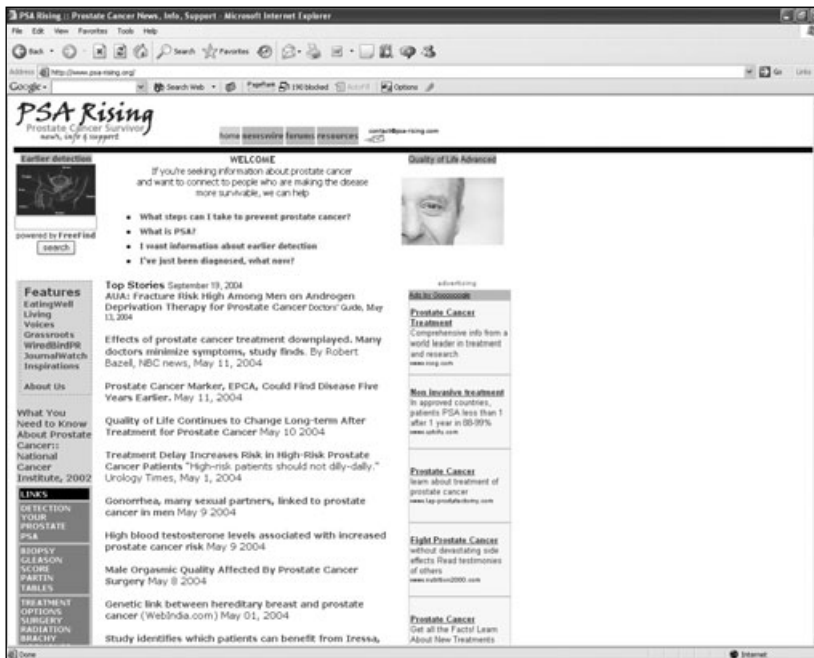 PSA Rising :: Prostate Cancer News, Info, Support - Microsoft Internet Explorer
File Edit View Favorites Tools Help
Back Search Favorites
Address http://www.psa-rising.org/ Go Links
Google Search Web PageRank 190 blocked AutoFill Options
PSA Rising
Prostate Cancer Survivor
news, info & support
home newswire forums resources
contact@psa-rising.com
Earlier detection
powered by FreeFind
search
WELCOME
If you're seeking information about prostate cancer
and want to connect to people who are making the disease
more survivable, we can help
What steps can I take to prevent prostate cancer?
What is PSA?
I want information about earlier detection
I've just been diagnosed, what now?
Quality of Life Advanced
Features
EatingWell
Living
Voices
Grassroots
WiredBirdPR
JournalWatch
Inspirations
About Us
What You
Need to Know
About Prostate
Cancer::
National
Cancer
Institute, 2002
LINKS
DETECTION
YOUR
PROSTATE
PSA
BIOPSY
GLEASON
SCORE
PARTIN
TABLES
TREATMENT
OPTIONS
SURGERY
RADIATION
BRACHY
Top Stories September 19, 2004
AUA: Fracture Risk High Among Men on Androgen
Deprivation Therapy for Prostate Cancer Doctors' Guide, May
13, 2004
Effects of prostate cancer treatment downplayed. Many
doctors minimize symptoms, study finds. By Robert
Bazell, NBC news, May 11, 2004
Prostate Cancer Marker, EPCA, Could Find Disease Five
Years Earlier. May 11, 2004
Quality of Life Continues to Change Long-term After
Treatment for Prostate Cancer May 10 2004
Treatment Delay Increases Risk in High-Risk Prostate
Cancer Patients "High-risk patients should not dilly-dally."
Urology Times, May 1, 2004
Gonorrhea, many sexual partners, linked to prostate
cancer in men May 9 2004
High blood testosterone levels associated with increased
prostate cancer risk May 9 2004
Male Orgasmic Quality Affected By Prostate Cancer
Surgery May 8 2004
Genetic link between hereditary breast and prostate
cancer (WebIndia.com) May 01, 2004
Study identifies which patients can benefit from Iressa,
advertising
Ads by Goooooogle
Prostate Cancer
Treatment
Comprehensive info from a
world leader in treatment
and research
Non invasive treatment
In approved countries,
patients PSA less than 1
after 1 year in 88-99%
Prostate Cancer
learn about treatment of
prostate cancer
Fight Prostate Cancer
without devastating side
effects Read testimonies
of others
www.nutrition2000.com
Prostate Cancer
Get all the Facts! Learn
About New Treatments
Done Internet